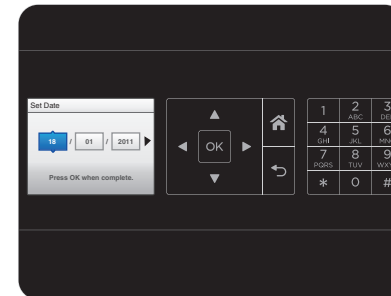 Set Date
18 / 01 / 2011
Press OK when complete.
OK
1 2 ABC 3 DEF
4 GHI 5 JKL 6 MNO
7 PQRS 8 TUV 9 WXY
* 0 #